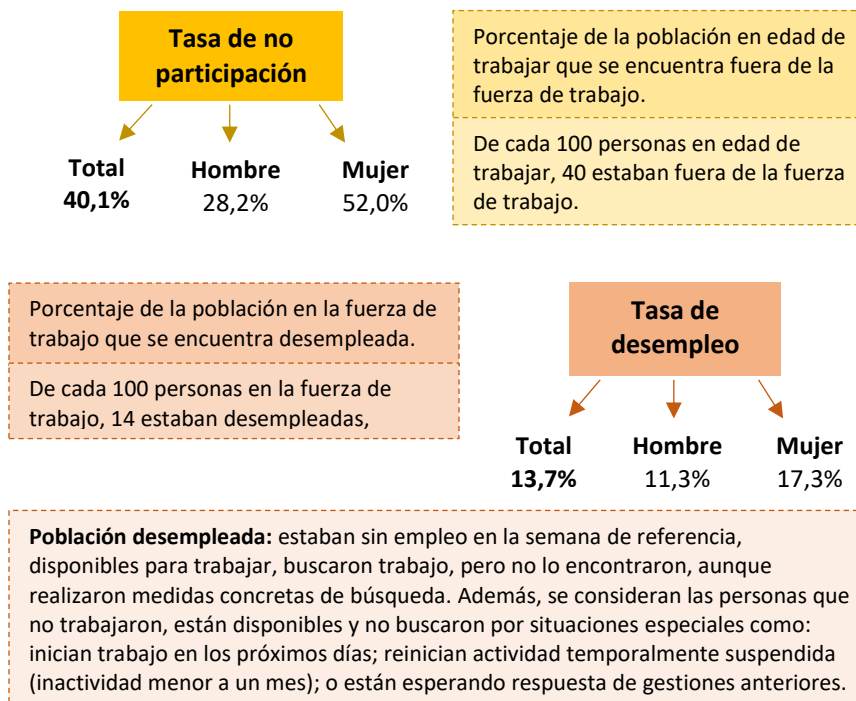 Tasa de no
participación
Total
40,1%
Hombre
28,2%
Mujer
52,0%
Porcentaje de la población en edad de
trabajar que se encuentra fuera de la
fuerza de trabajo.
De cada 100 personas en edad de
trabajar, 40 estaban fuera de la fuerza
de trabajo.
Porcentaje de la población en la fuerza de
trabajo que se encuentra desempleada.
De cada 100 personas en la fuerza de
trabajo, 14 estaban desempleadas,
Tasa de
desempleo
Total
13,7%
Hombre
11,3%
Mujer
17,3%
Población desempleada: estaban sin empleo en la semana de referencia,
disponibles para trabajar, buscaron trabajo, pero no lo encontraron, aunque
realizaron medidas concretas de búsqueda. Además, se consideran las personas que
no trabajaron, están disponibles y no buscaron por situaciones especiales como:
inician trabajo en los próximos días; reinician actividad temporalmente suspendida
(inactividad menor a un mes); o están esperando respuesta de gestiones anteriores.